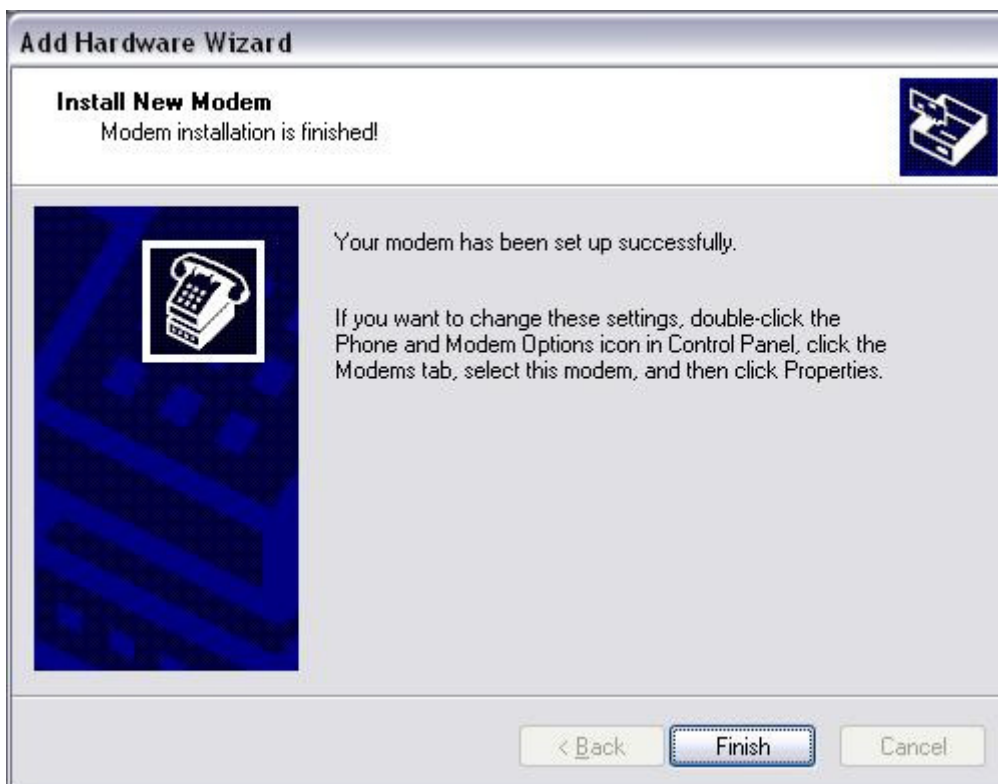 Add Hardware Wizard
Install New Modem
Modem installation is finished!
Your modem has been set up successfully.
If you want to change these settings, double-click the
Phone and Modem Options icon in Control Panel, click the
Modems tab, select this modem, and then click Properties.
< Back Finish Cancel